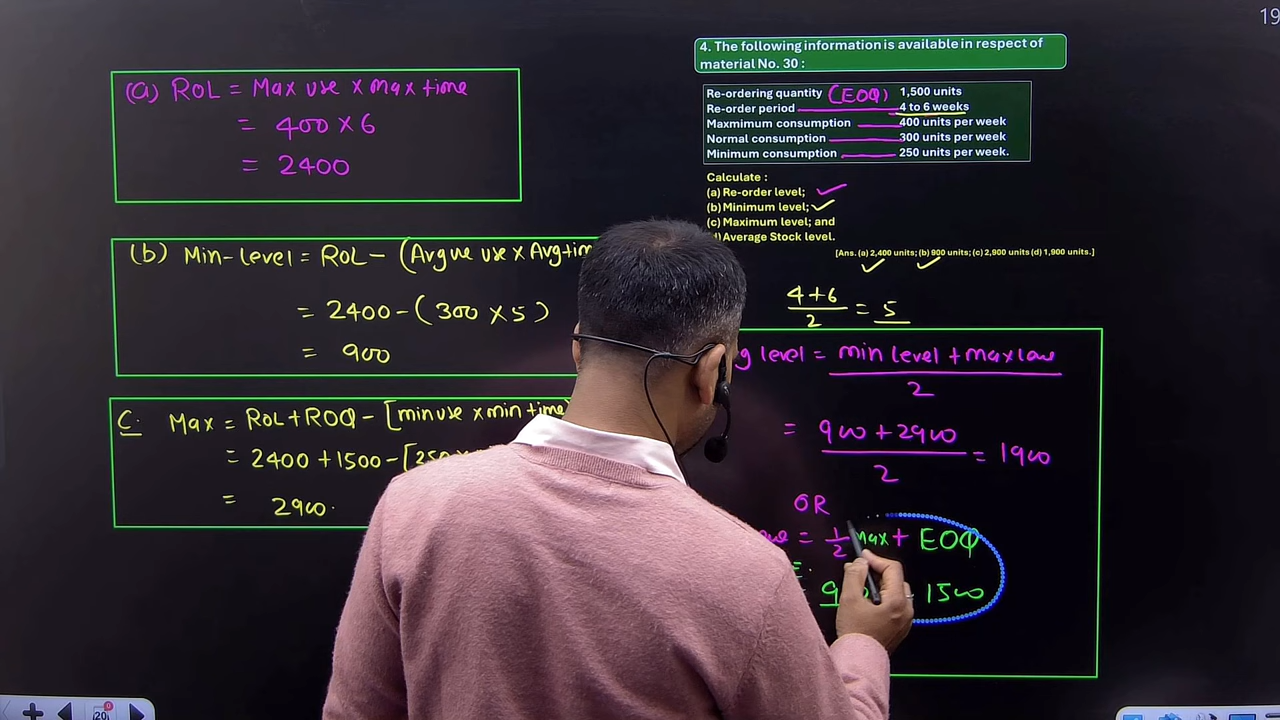 19
4. The following information is available in respect of
material No. 30 :
Re-ordering quantity (EOQ) 1,500 units
Re-order period 4 to 6 weeks
Maxmimum consumption 400 units per week
Normal consumption 300 units per week
Minimum consumption 250 units per week.
Calculate :
(a) Re-order level;
(b) Minimum level;
(c) Maximum level; and
Average Stock level.
[Ans. (a) 2,400 units; (b) 900 units; (c) 2,900 units (d) 1,900 units.]
(a) ROL = Max use × max time
= 400 × 6
= 2400
(b) Min-level = ROL - (Avgue use × Avg tim
= 2400 - (300 × 5)
= 900
C. Max = ROL + ROQ - [min use × min time]
= 2400 + 1500 - [250
= 2900.
4+6
2
= 5
g level = min level + max lave
2
= 900 + 2900
2
= 1900
OR
= 1/2 max + EOQ
= 1500
20